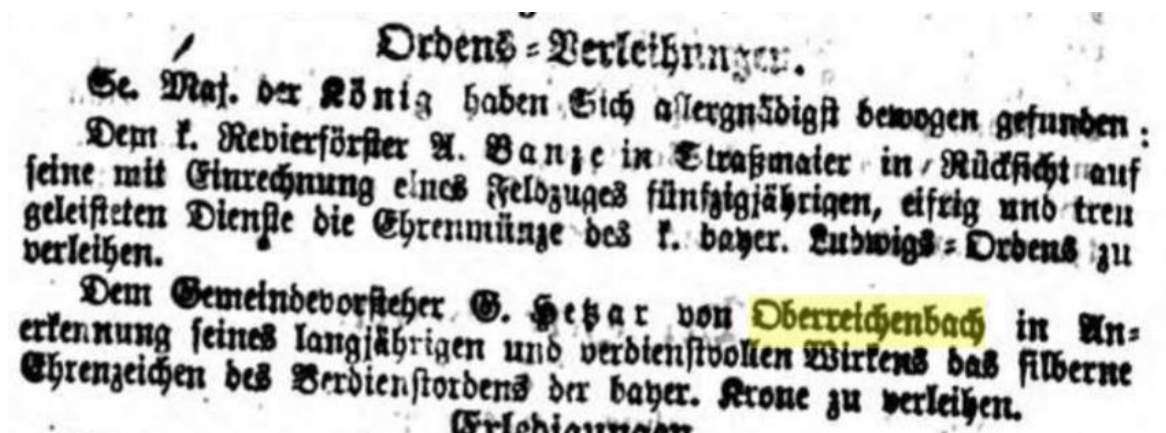 Ordens=Verleihungen.
Se. Maj. der König haben Sich allergnädigst bewogen gefunden:
Dem k. Revierförster A. Banze in Straßmaier in Rücksicht auf
seine mit Einrechnung eines Feldzuges fünfzigjährigen, eifrig und treu
geleisteten Dienste die Ehrenmünze des k. bayer. Ludwigs=Ordens zu
verleihen.
Dem Gemeindevorsteher G. Hetzar von Oberreichenbach in An=
erkennung seines langjährigen und verdienstvollen Wirkens das silberne
Ehrenzeichen des Verdienstordens der bayer. Krone zu verleihen.
Erledigungen